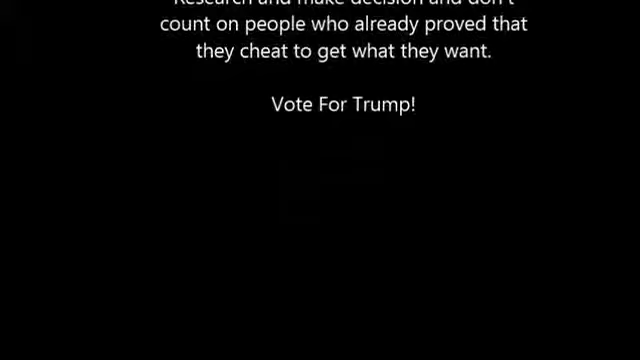 Research and make decision and don't
count on people who already proved that
they cheat to get what they want.
Vote For Trump!